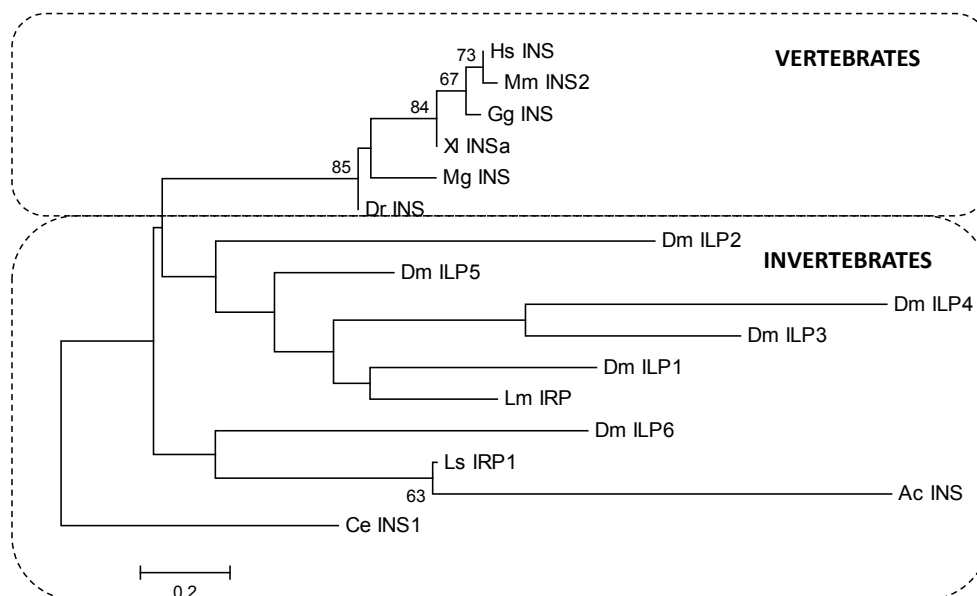 VERTEBRATES
73
Hs INS
67
Mm INS2
84
Gg INS
Xl INSa
85
Mg INS
Dr INS
Dm ILP2
INVERTEBRATES
Dm ILP5
Dm ILP4
Dm ILP3
Dm ILP1
Lm IRP
Dm ILP6
Ls IRP1
63
Ac INS
Ce INS1
0.2